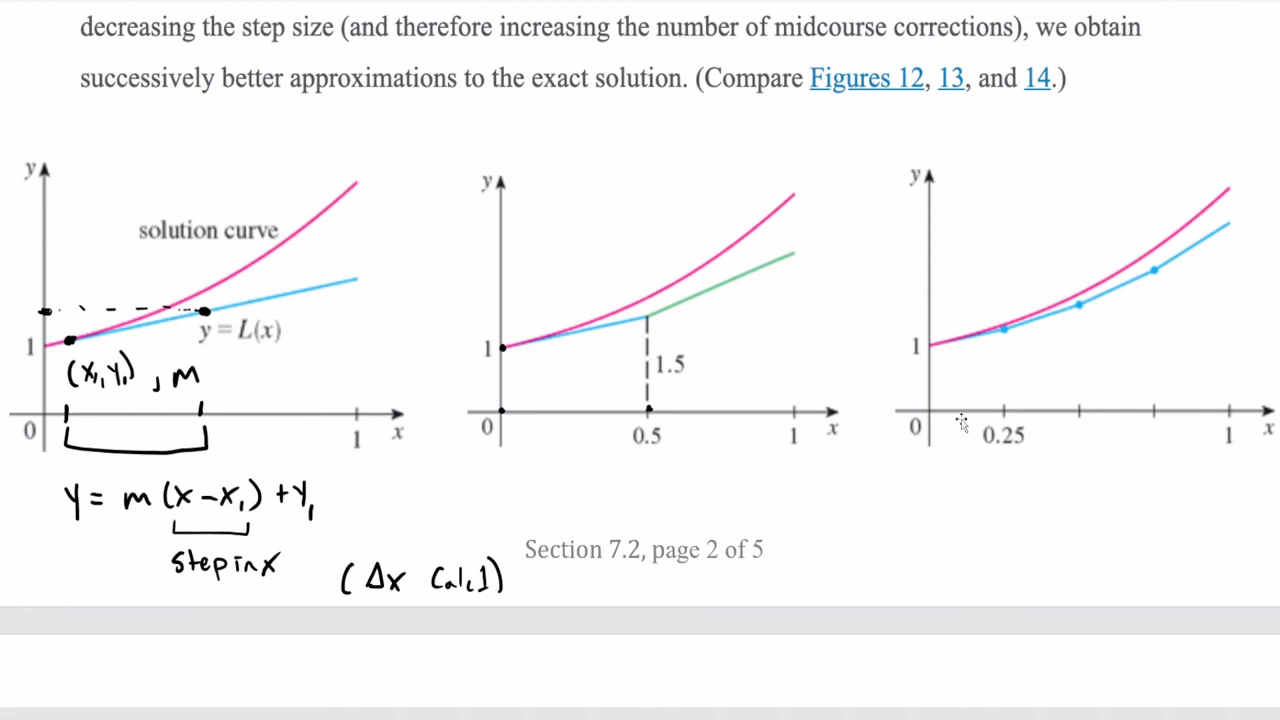 decreasing the step size (and therefore increasing the number of midcourse corrections), we obtain
successively better approximations to the exact solution. (Compare Figures 12, 13, and 14.)
y
solution curve
y = L(x)
1
(x₁, y₁), m
0
1
x
y
1
1.5
0
0.5
1
x
y
1
0
0.25
1
x
y = m(x - x₁) + y₁
step in x
(Δx Calc 1)
Section 7.2, page 2 of 5